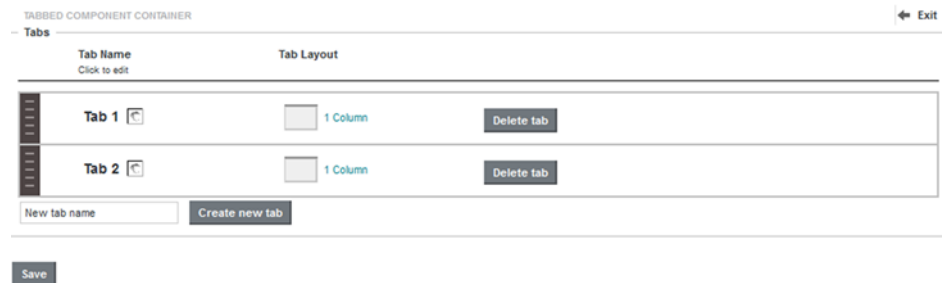 TABBED COMPONENT CONTAINER
Exit
Tabs
Tab Name Tab Layout
Click to edit
Tab 1 1 Column Delete tab
Tab 2 1 Column Delete tab
New tab name Create new tab
Save